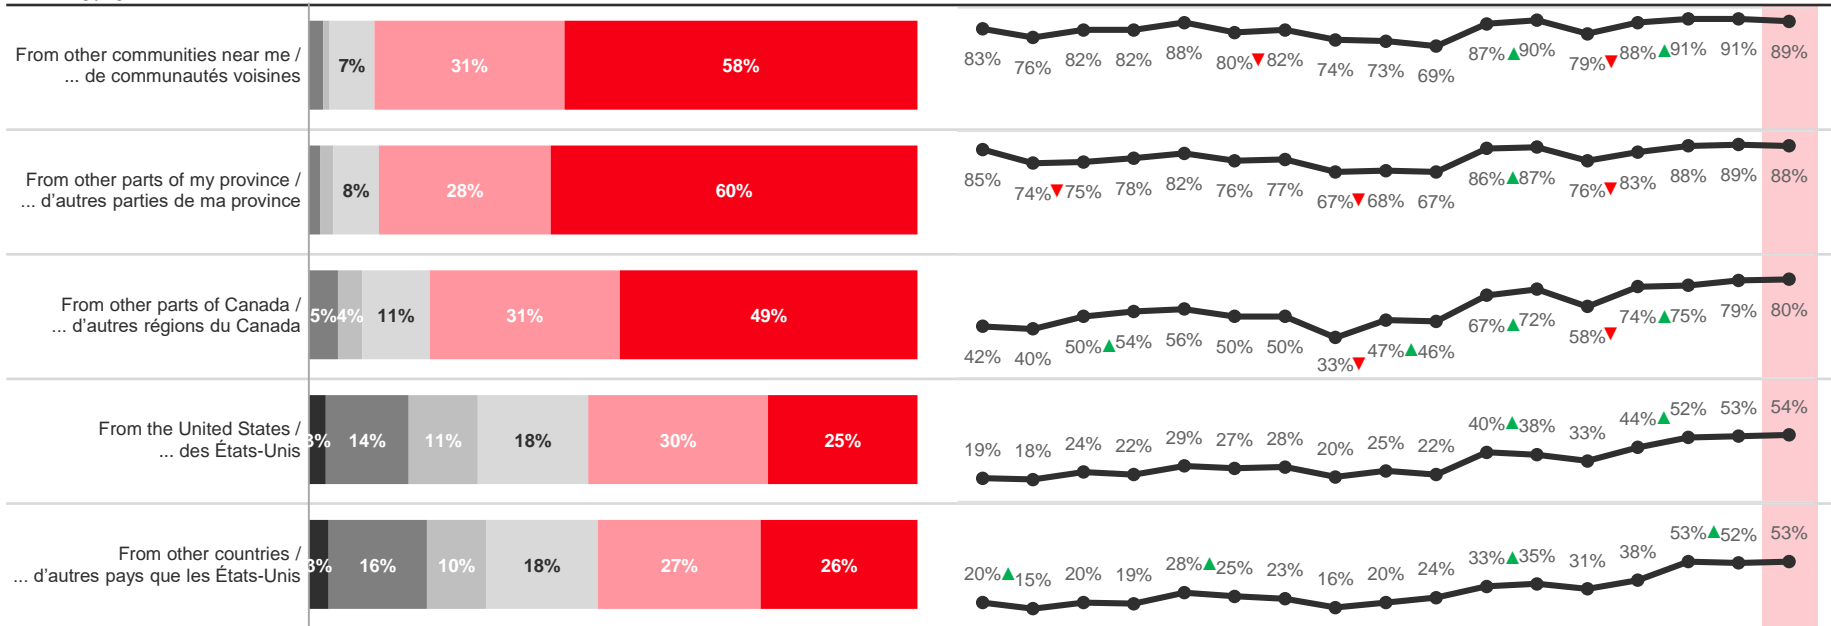 From other communities near me /
... de communautés voisines
7% 31% 58%
83% 76% 82% 82% 88% 80% 82% 74% 73% 69% 87% 90% 79% 88% 91% 91% 89%
From other parts of my province /
... d'autres parties de ma province
8% 28% 60%
85% 74% 75% 78% 82% 76% 77% 67% 68% 67% 86% 87% 76% 83% 88% 89% 88%
From other parts of Canada /
... d'autres régions du Canada
5% 4% 11% 31% 49%
42% 40% 50% 54% 56% 50% 50% 33% 47% 46% 67% 72% 58% 74% 75% 79% 80%
From the United States /
... des États-Unis
3% 14% 11% 18% 30% 25%
19% 18% 24% 22% 29% 27% 28% 20% 25% 22% 40% 38% 33% 44% 52% 53% 54%
From other countries /
... d'autres pays que les États-Unis
3% 16% 10% 18% 27% 26%
20% 15% 20% 19% 28% 25% 23% 16% 20% 24% 33% 35% 31% 38% 53% 52% 53%